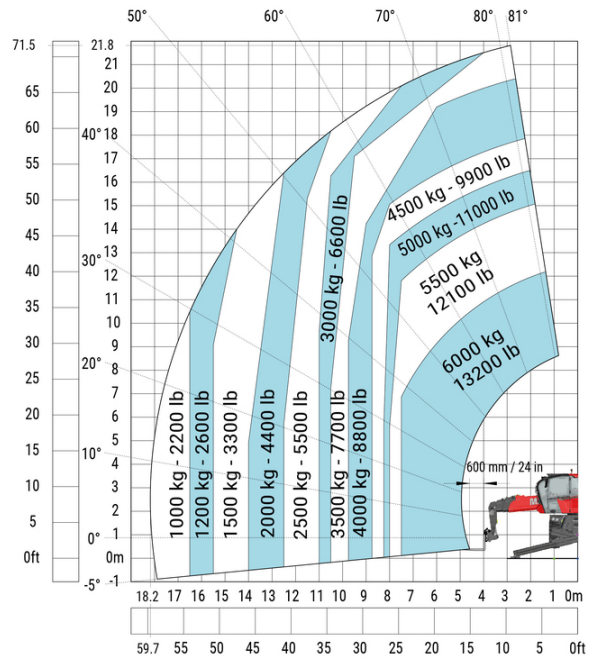 50° 60° 70° 80° 81°
71.5 21.8
21
65 20
19
60 40° 18
55 17
16
50 15
45 14
13
40 30° 12
11
35 10
30 9
25 20° 8
7
20 6
15 5
10° 4
10 3
5 2
0° 1
0ft 0m
-5° -1
4500 kg - 9900 lb
5000 kg -11000 lb
5500 kg
12100 lb
6000 kg
13200 lb
3000 kg - 6600 lb
1000 kg - 2200 lb
1200 kg - 2600 lb
1500 kg - 3300 lb
2000 kg - 4400 lb
2500 kg - 5500 lb
3500 kg - 7700 lb
4000 kg - 8800 lb
600 mm / 24 in
18.2 17 16 15 14 13 12 11 10 9 8 7 6 5 4 3 2 1 0m
59.7 55 50 45 40 35 30 25 20 15 10 5 0ft